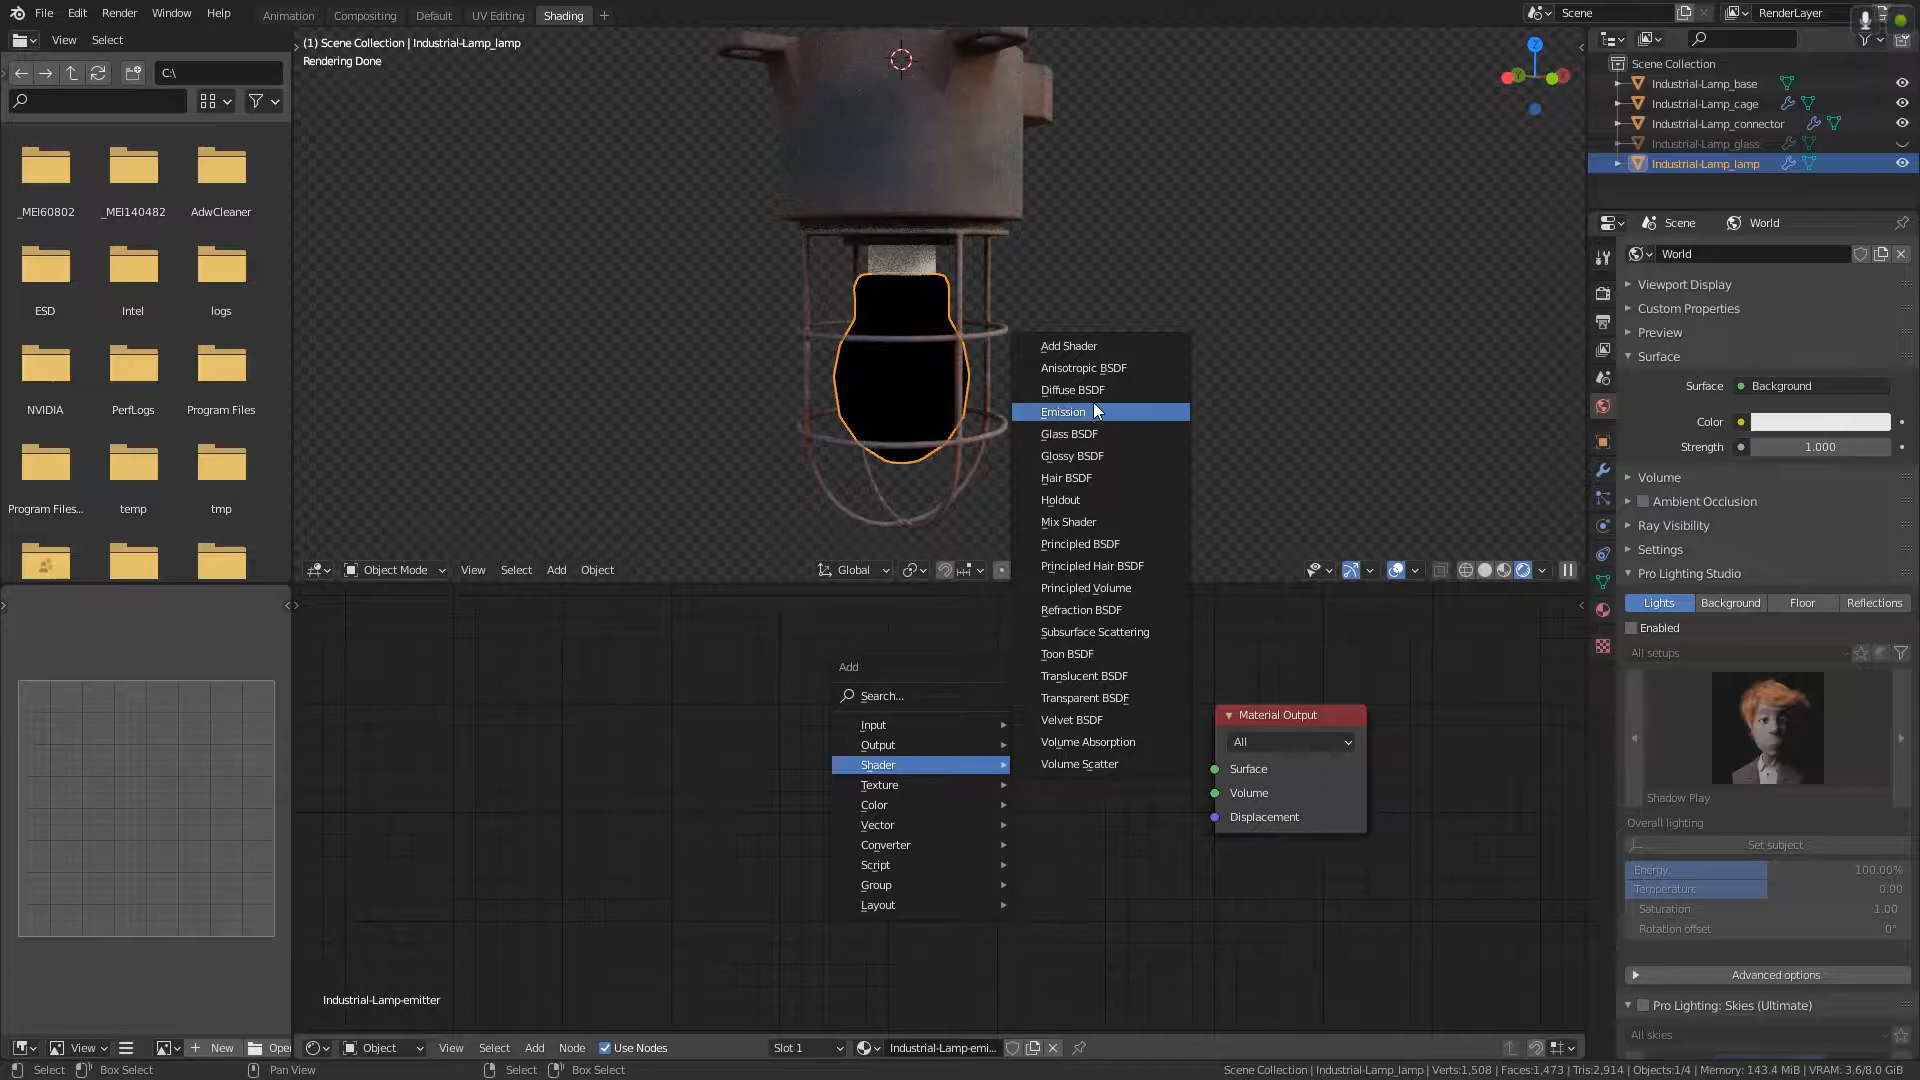 File Edit Render Window Help
Animation Compositing Default UV Editing Shading
Scene RenderLayer
View Select
C:\
_MEI60802 _MEI140482 AdwCleaner
ESD Intel logs
NVIDIA PerfLogs Program Files
Program Files... temp tmp
(1) Scene Collection | Industrial-Lamp_lamp
Rendering Done
Z
Y
Object Mode View Select Add Object
Global
Add Shader
Anisotropic BSDF
Diffuse BSDF
Emission
Glass BSDF
Glossy BSDF
Hair BSDF
Holdout
Mix Shader
Principled BSDF
Principled Hair BSDF
Principled Volume
Refraction BSDF
Subsurface Scattering
Toon BSDF
Translucent BSDF
Transparent BSDF
Velvet BSDF
Volume Absorption
Volume Scatter
Add
Search...
Input
Output
Shader
Texture
Color
Vector
Converter
Script
Group
Layout
Material Output
All
Surface
Volume
Displacement
Industrial-Lamp-emitter
View New Open
Object View Select Add Node Use Nodes Slot 1 Industrial-Lamp-emi...
Select Box Select Pan View Select Box Select
Scene Collection | Industrial-Lamp_lamp | Verts:1,508 | Faces:1,473 | Tris:2,914 | Objects:1/4 | Memory: 143.4 MiB | VRAM: 3.6/8.0 GiB
Scene Collection
Industrial-Lamp_base
Industrial-Lamp_cage
Industrial-Lamp_connector
Industrial-Lamp_glass
Industrial-Lamp_lamp
Scene World
World
Viewport Display
Custom Properties
Preview
Surface
Surface Background
Color
Strength 1.000
Volume
Ambient Occlusion
Ray Visibility
Settings
Pro Lighting Studio
Lights Background Floor Reflections
Enabled
All setups
Shadow Play
Overall lighting
Set subject
Energy 100.00%
Temperature 0.00
Saturation 1.00
Rotation offset 0°
Advanced options
Pro Lighting: Skies (Ultimate)
All skies